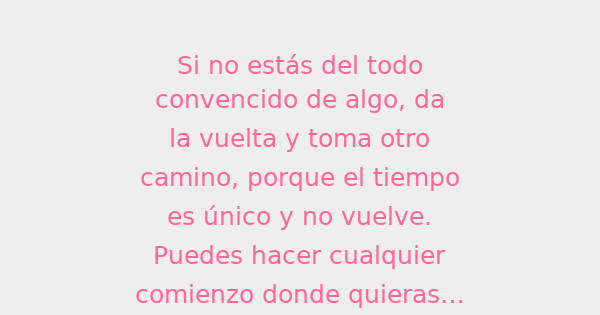 Si no estás del todo
convencido de algo, da
la vuelta y toma otro
camino, porque el tiempo
es único y no vuelve.
Puedes hacer cualquier
comienzo donde quieras…